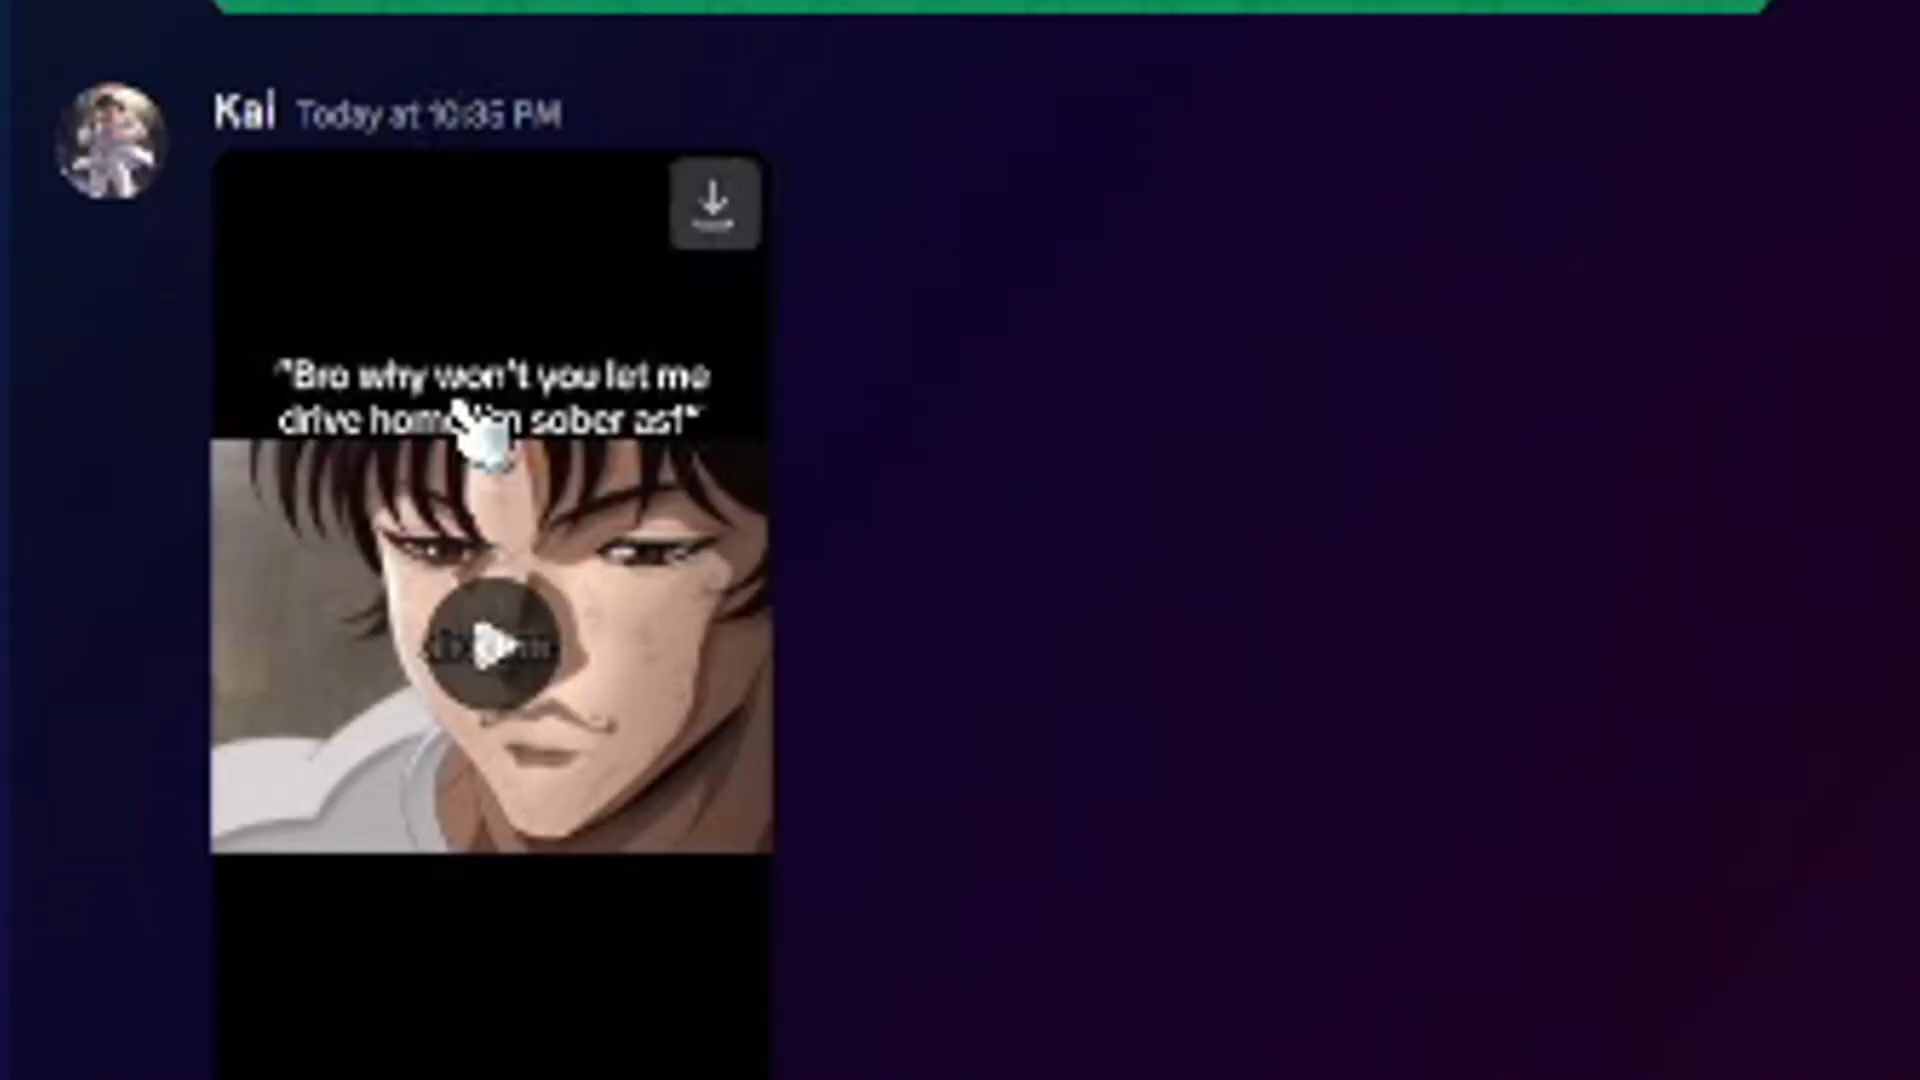 Kai Today at 10:35 PM
"Bro why won't you let me
drive home I'm sober asf"